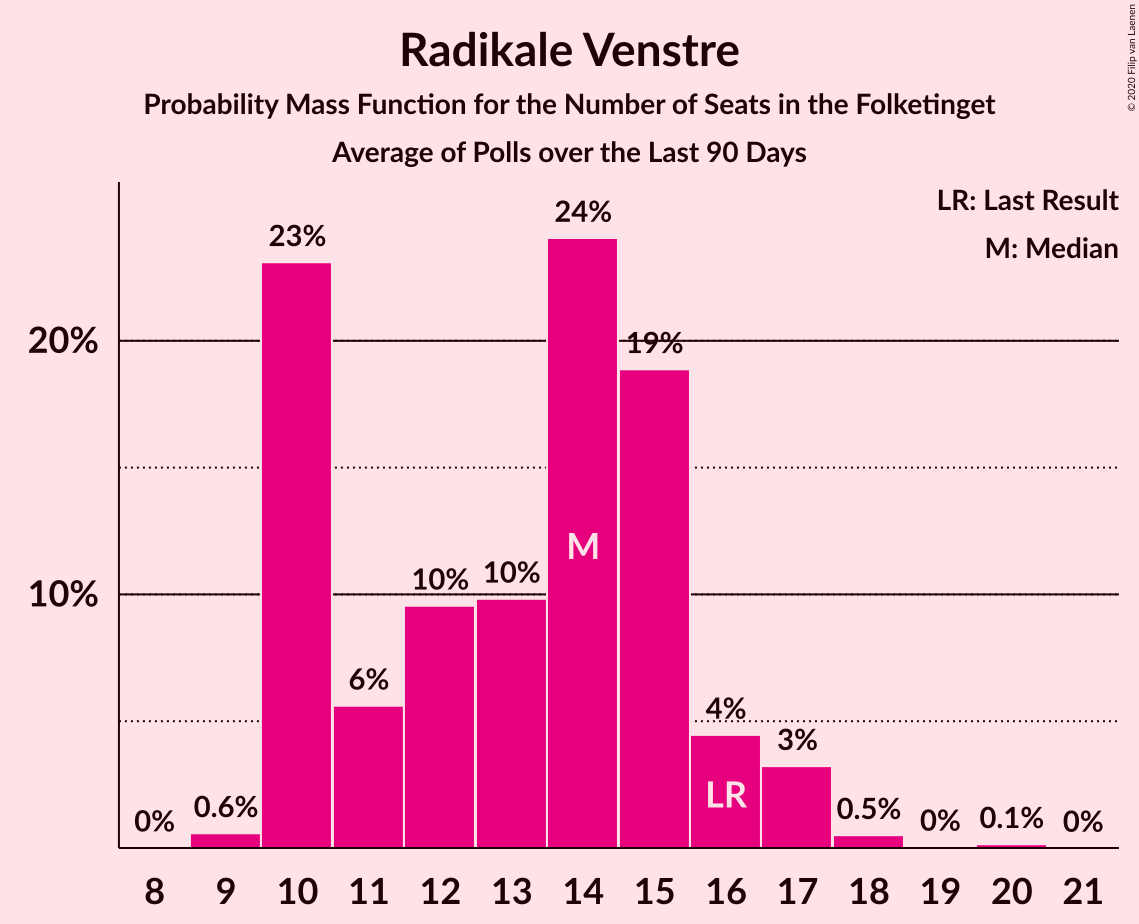 Radikale Venstre
Probability Mass Function for the Number of Seats in the Folketinget
Average of Polls over the Last 90 Days
© 2020 Filip van Laenen
LR: Last Result
M: Median
24%
23%
20%
19%
10%
10%
10%
6%
4%
3%
0%
0.6%
0.5%
0%
0.1%
0%
M
LR
8 9 10 11 12 13 14 15 16 17 18 19 20 21